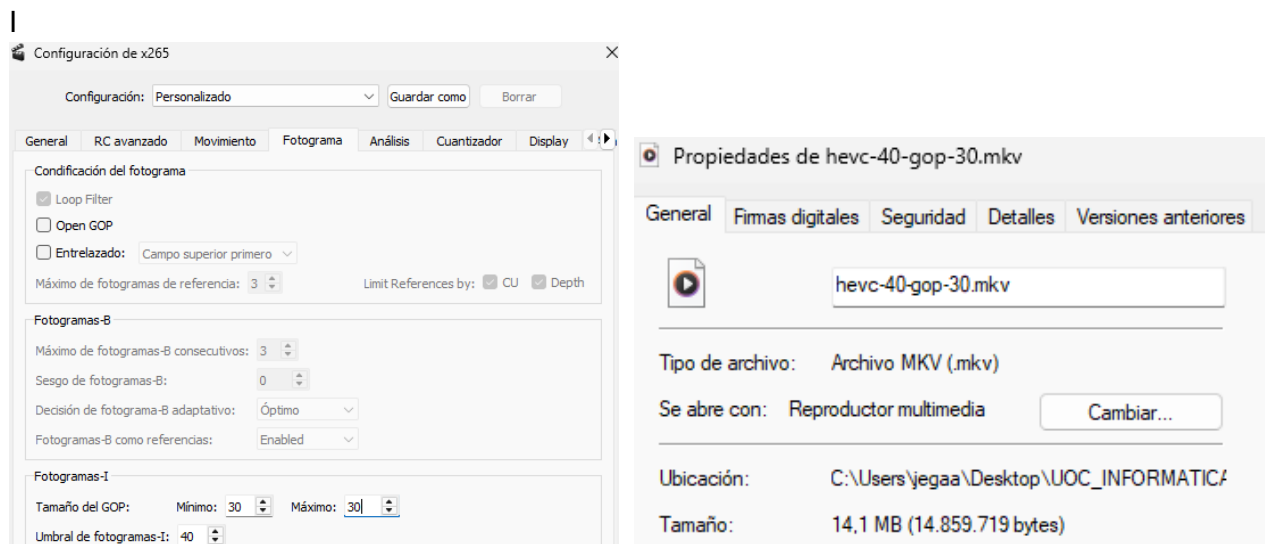 Configuración de x265
Configuración: Personalizado Guardar como Borrar
General RC avanzado Movimiento Fotograma Análisis Cuantizador Display
Condificación del fotograma
Loop Filter
Open GOP
Entrelazado: Campo superior primero
Máximo de fotogramas de referencia: 3 Limit References by: CU Depth
Fotogramas-B
Máximo de fotogramas-B consecutivos: 3
Sesgo de fotogramas-B: 0
Decisión de fotograma-B adaptativo: Óptimo
Fotogramas-B como referencias: Enabled
Fotogramas-I
Tamaño del GOP: Mínimo: 30 Máximo: 30
Umbral de fotogramas-I: 40
Propiedades de hevc-40-gop-30.mkv
General Firmas digitales Seguridad Detalles Versiones anteriores
hevc-40-gop-30.mkv
Tipo de archivo: Archivo MKV (.mkv)
Se abre con: Reproductor multimedia Cambiar...
Ubicación: C:\Users\jegaa\Desktop\UOC_INFORMATICA
Tamaño: 14,1 MB (14.859.719 bytes)